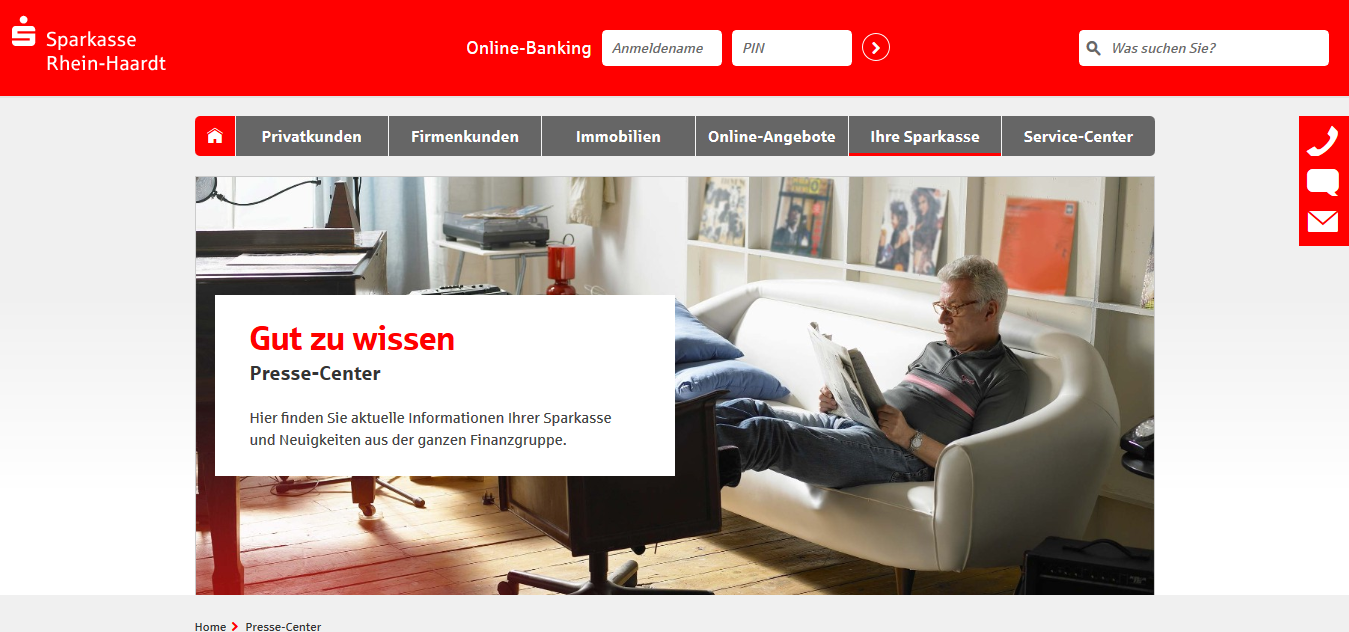 Sparkasse
Rhein-Haardt
Online-Banking Anmeldename PIN
Was suchen Sie?
Privatkunden Firmenkunden Immobilien Online-Angebote Ihre Sparkasse Service-Center
Gut zu wissen
Presse-Center
Hier finden Sie aktuelle Informationen Ihrer Sparkasse
und Neuigkeiten aus der ganzen Finanzgruppe.
Home Presse-Center